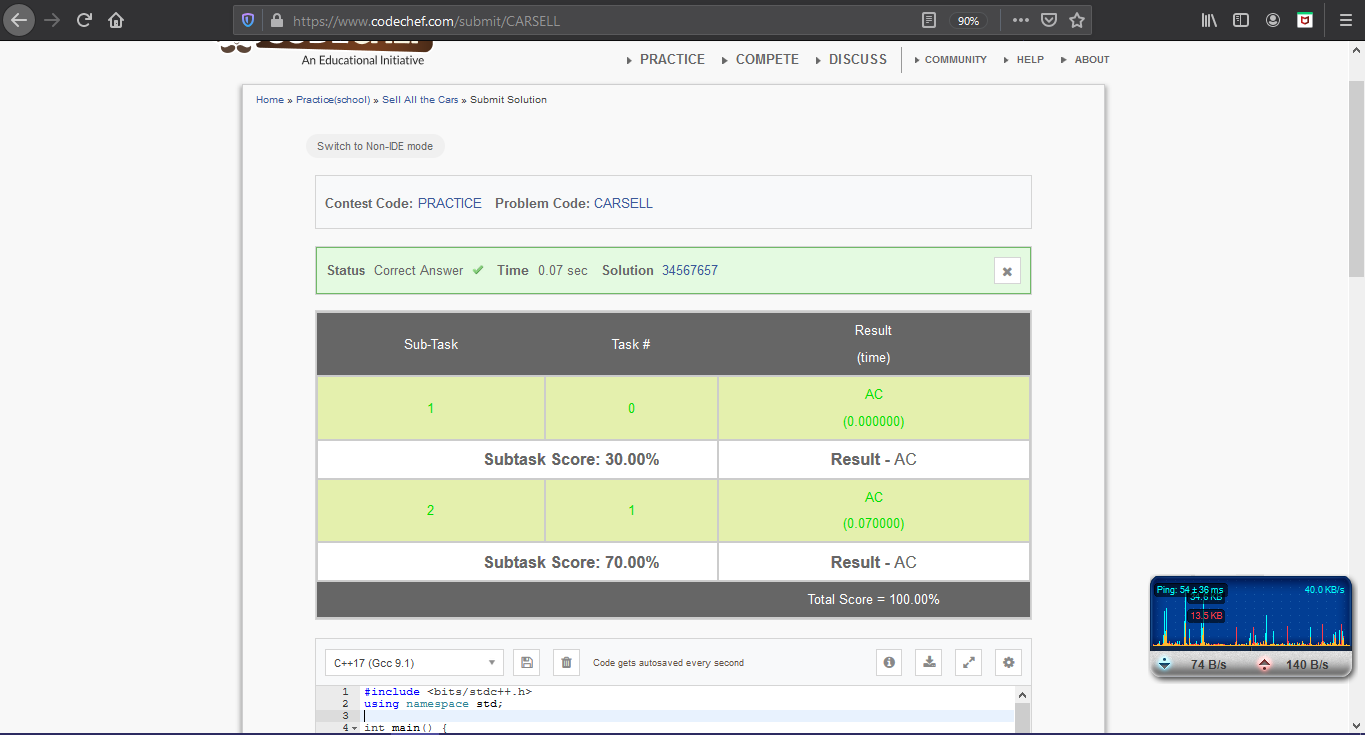 https://www.codechef.com/submit/CARSELL
90%
An Educational Initiative
PRACTICE COMPETE DISCUSS COMMUNITY HELP ABOUT
Home » Practice(school) » Sell All the Cars » Submit Solution
Switch to Non-IDE mode
Contest Code: PRACTICE Problem Code: CARSELL
Status Correct Answer ✔ Time 0.07 sec Solution 34567657
Sub-Task Task # Result
(time)
1 0 AC
(0.000000)
Subtask Score: 30.00% Result - AC
2 1 AC
(0.070000)
Subtask Score: 70.00% Result - AC
Total Score = 100.00%
C++17 (Gcc 9.1) Code gets autosaved every second
1 #include <bits/stdc++.h>
2 using namespace std;
3
4 int main() {
Ping: 54 ± 36 ms 40.0 KB/s
13.5 KB
74 B/s 140 B/s